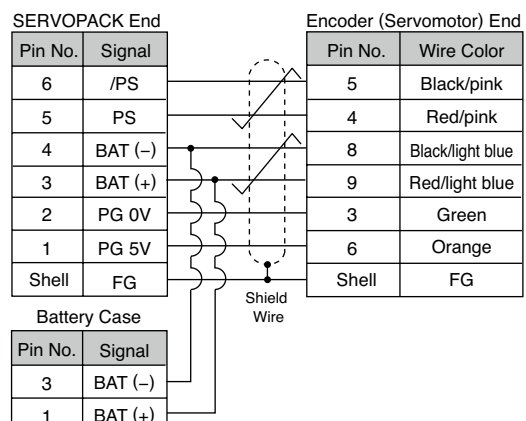 SERVOPACK End
Encoder (Servomotor) End
Pin No. Signal
Pin No. Wire Color
6 /PS
5 Black/pink
5 PS
4 Red/pink
4 BAT (−)
8 Black/light blue
3 BAT (+)
9 Red/light blue
2 PG 0V
3 Green
1 PG 5V
6 Orange
Shell FG
Shell FG
Shield
Wire
Battery Case
Pin No. Signal
3 BAT (−)
1 BAT (+)